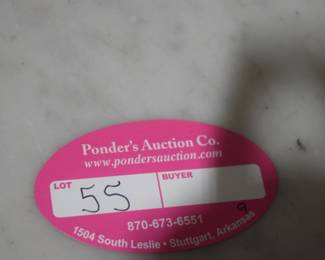 Ponder's Auction Co.
www.pondersauction.com
LOT BUYER
55
870-673-6551
1504 South Leslie • Stuttgart, Arkansas